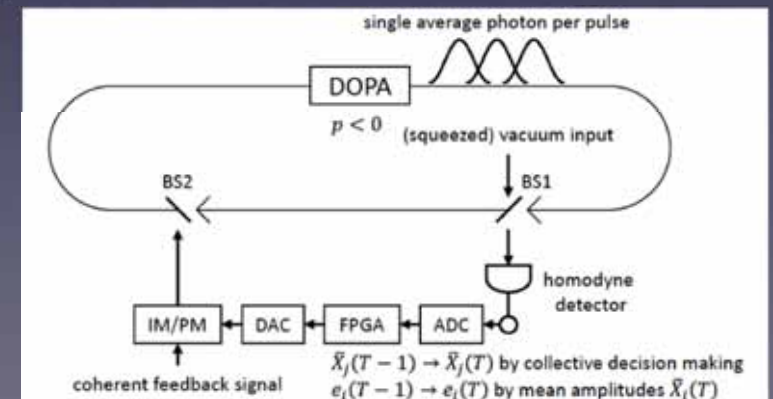 single average photon per pulse
DOPA
p < 0
(squeezed) vacuum input
BS2
BS1
homodyne
detector
IM/PM
DAC
FPGA
ADC
X̄ⱼ(T − 1) → X̄ⱼ(T) by collective decision making
coherent feedback signal
eᵢ(T − 1) → eᵢ(T) by mean amplitudes X̄ᵢ(T)